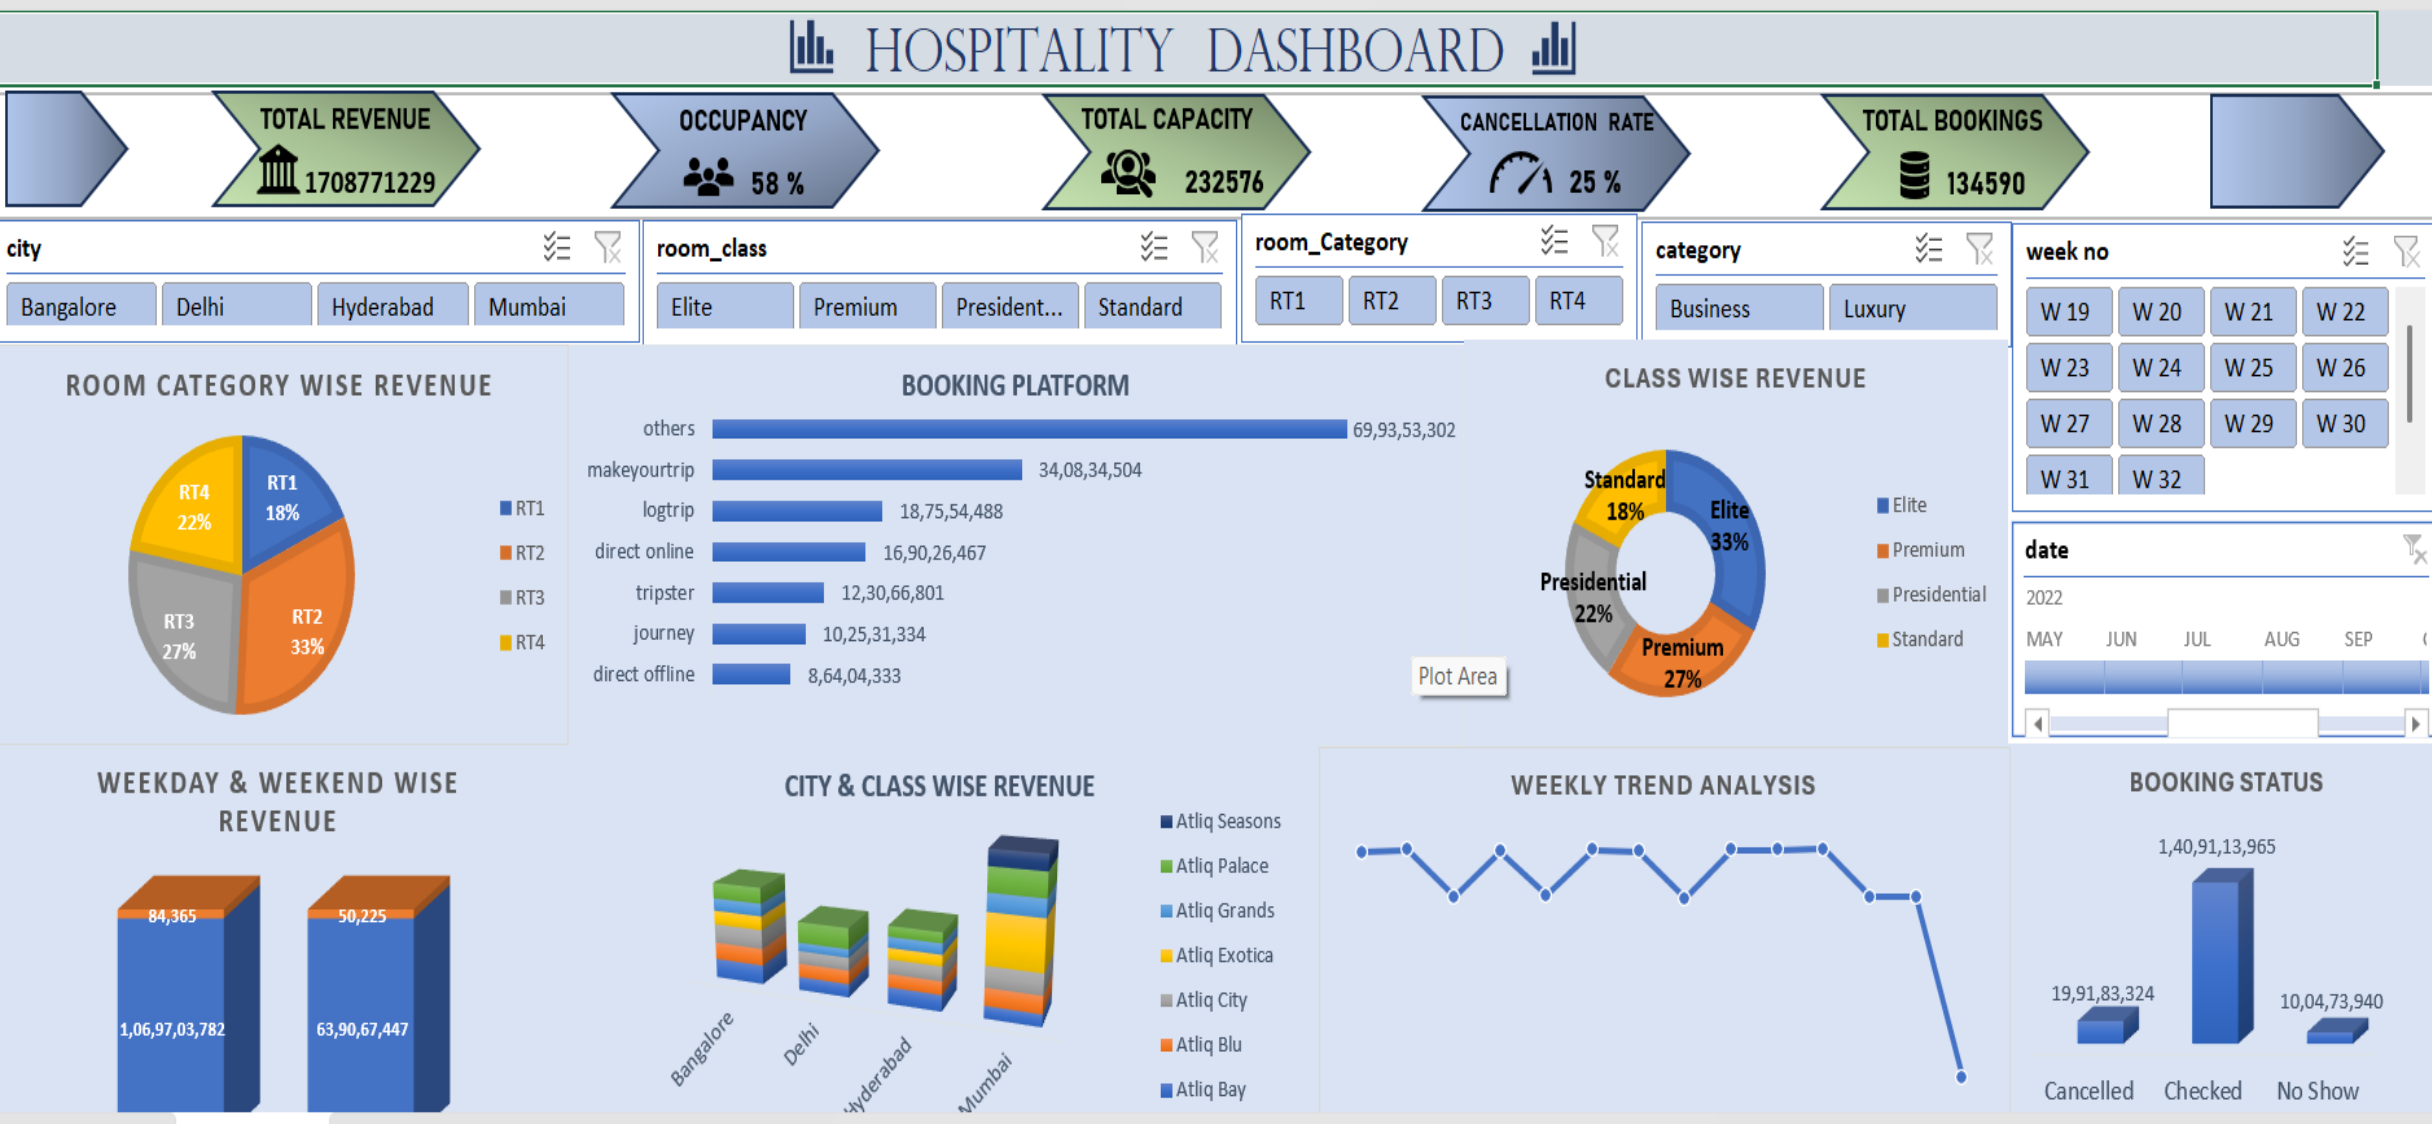 HOSPITALITY DASHBOARD
TOTAL REVENUE
1708771229
OCCUPANCY
58 %
TOTAL CAPACITY
232576
CANCELLATION RATE
25 %
TOTAL BOOKINGS
134590
city
Bangalore Delhi Hyderabad Mumbai
room_class
Elite Premium President... Standard
room_Category
RT1 RT2 RT3 RT4
category
Business Luxury
week no
W 19 W 20 W 21 W 22
W 23 W 24 W 25 W 26
W 27 W 28 W 29 W 30
W 31 W 32
date
2022
MAY JUN JUL AUG SEP
ROOM CATEGORY WISE REVENUE
RT1
18%
RT2
33%
RT3
27%
RT4
22%
RT1
RT2
RT3
RT4
BOOKING PLATFORM
others 69,93,53,302
makeyourtrip 34,08,34,504
logtrip 18,75,54,488
direct online 16,90,26,467
tripster 12,30,66,801
journey 10,25,31,334
direct offline 8,64,04,333
CLASS WISE REVENUE
Standard
18%
Elite
33%
Presidential
22%
Premium
27%
Elite
Premium
Presidential
Standard
Plot Area
WEEKDAY & WEEKEND WISE
REVENUE
84,365
50,225
1,06,97,03,782
63,90,67,447
CITY & CLASS WISE REVENUE
Bangalore
Delhi
Hyderabad
Mumbai
Atliq Seasons
Atliq Palace
Atliq Grands
Atliq Exotica
Atliq City
Atliq Blu
Atliq Bay
WEEKLY TREND ANALYSIS
BOOKING STATUS
1,40,91,13,965
19,91,83,324
10,04,73,940
Cancelled Checked No Show